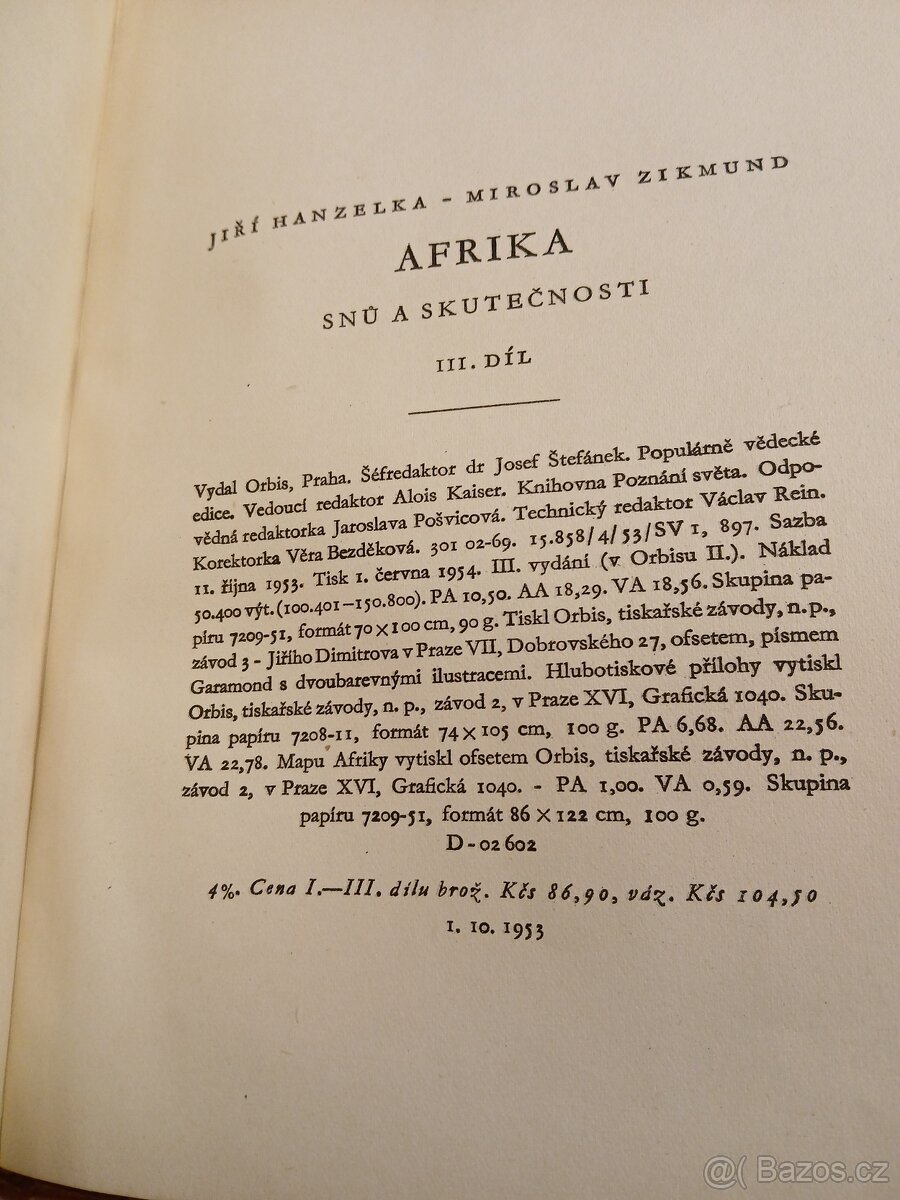 JIŘÍ HANZELKA - MIROSLAV ZIKMUND
AFRIKA
SNŮ A SKUTEČNOSTI
III. DÍL
Vydal Orbis, Praha. Šéfredaktor dr Josef Štefánek. Populárně vědecké
edice. Vedoucí redaktor Alois Kaiser. Knihovna Poznání světa. Odpo-
vědná redaktorka Jaroslava Pošvicová. Technický redaktor Václav Rein.
Korektorka Věra Bezděková. 301 02-69. 15.858/4/53/SV 1, 897. Sazba
11. října 1953. Tisk 1. června 1954. III. vydání (v Orbisu II.). Náklad
50.400 výt. (100.401—150.800). PA 10,50. AA 18,29. VA 18,56. Skupina pa-
píru 7209-51, formát 70 × 100 cm, 90 g. Tiskl Orbis, tiskařské závody, n. p.,
závod 3 - Jiřího Dimitrova v Praze VII, Dobrovského 27, ofsetem, písmem
Garamond s dvoubarevnými ilustracemi. Hlubotiskové přílohy vytiskl
Orbis, tiskařské závody, n. p., závod 2, v Praze XVI, Grafická 1040. Sku-
pina papíru 7208-11, formát 74 × 105 cm, 100 g. PA 6,68. AA 22,56.
VA 22,78. Mapu Afriky vytiskl ofsetem Orbis, tiskařské závody, n. p.,
závod 2, v Praze XVI, Grafická 1040. - PA 1,00. VA 0,59. Skupina
papíru 7209-51, formát 86 × 122 cm, 100 g.
D-02602
4%. Cena I.—III. dílu brož. Kčs 86,90, váz. Kčs 104,50
1. 10. 1953
@( Bazos.cz